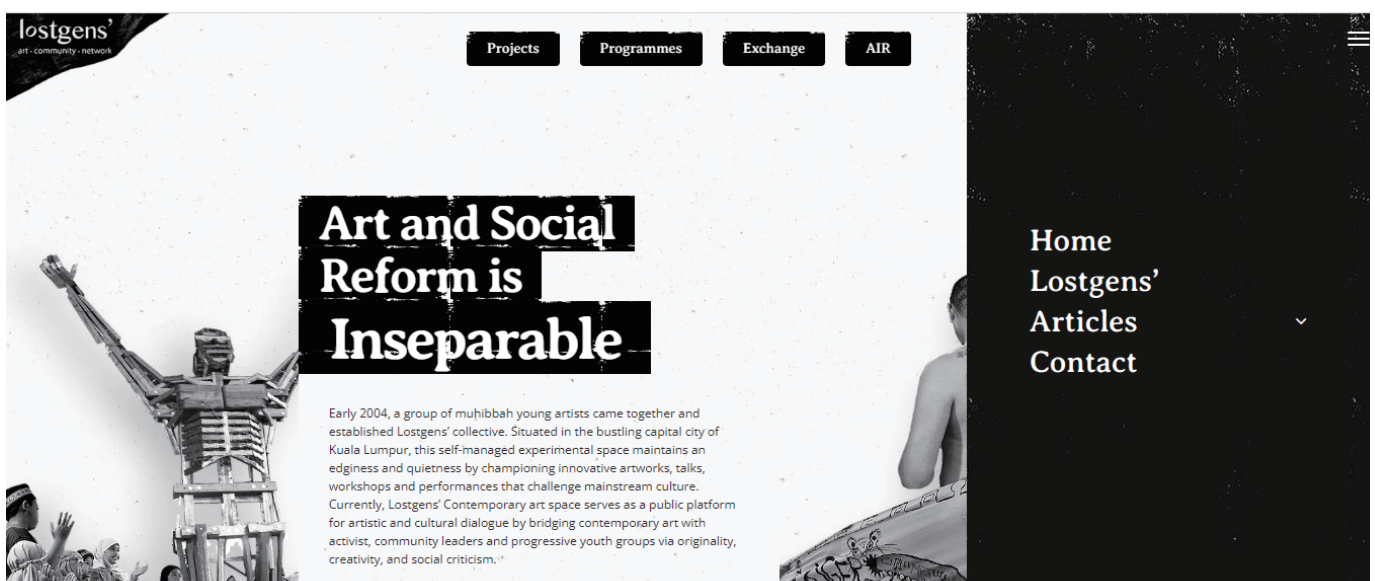 lostgens’
art · community · network
Projects
Programmes
Exchange
AIR
Art and Social
Reform is
Inseparable
Early 2004, a group of muhibbah young artists came together and
established Lostgens’ collective. Situated in the bustling capital city of
Kuala Lumpur, this self-managed experimental space maintains an
edginess and quietness by championing innovative artworks, talks,
workshops and performances that challenge mainstream culture.
Currently, Lostgens’ Contemporary art space serves as a public platform
for artistic and cultural dialogue by bridging contemporary art with
activist, community leaders and progressive youth groups via originality,
creativity, and social criticism.
Home
Lostgens’
Articles
Contact